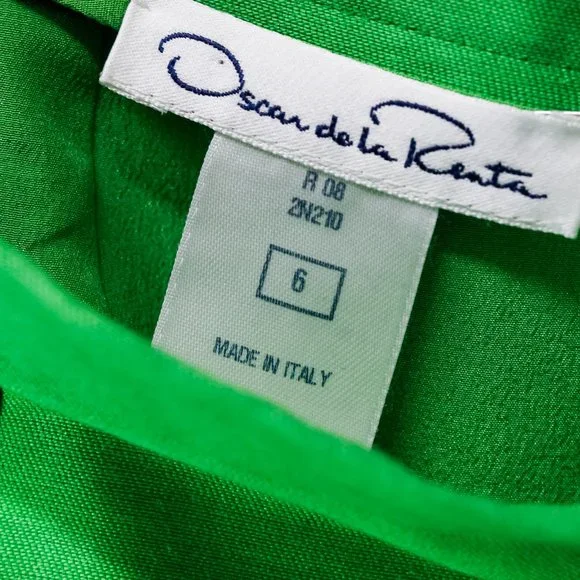 Oscar de la Renta
R 08
2N210
6
MADE IN ITALY